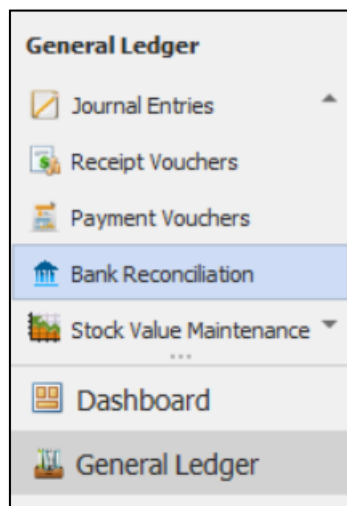 General Ledger
Journal Entries
Receipt Vouchers
Payment Vouchers
Bank Reconciliation
Stock Value Maintenance
Dashboard
General Ledger